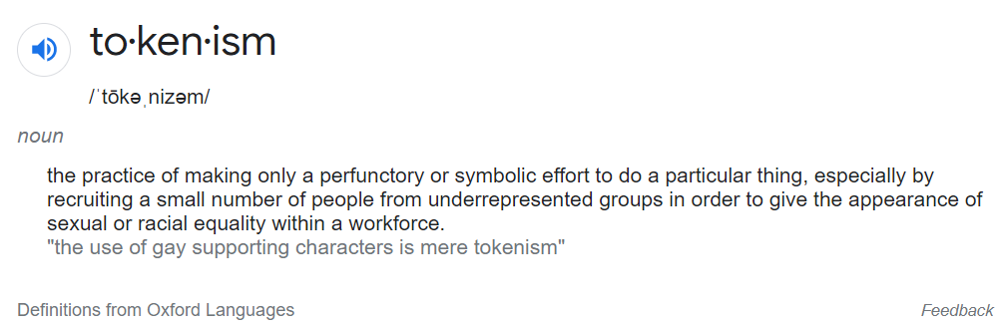 to·ken·ism
/ˈtōkəˌnizəm/
noun
the practice of making only a perfunctory or symbolic effort to do a particular thing, especially by
recruiting a small number of people from underrepresented groups in order to give the appearance of
sexual or racial equality within a workforce.
"the use of gay supporting characters is mere tokenism"
Definitions from Oxford Languages
Feedback